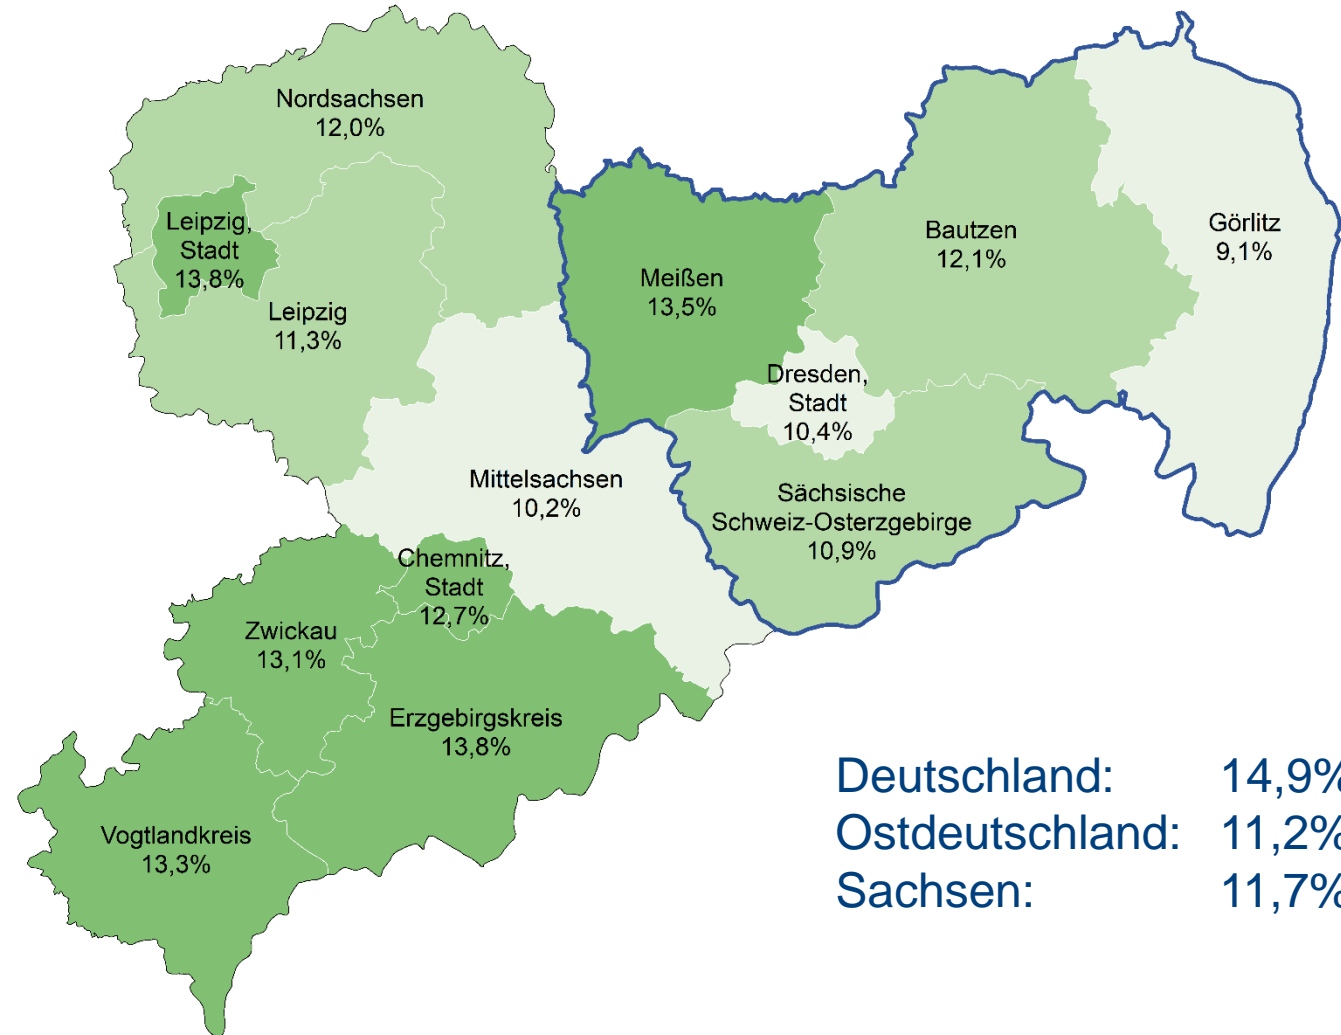 Nordsachsen
12,0%
Leipzig,
Stadt
13,8%
Leipzig
11,3%
Meißen
13,5%
Bautzen
12,1%
Görlitz
9,1%
Dresden,
Stadt
10,4%
Mittelsachsen
10,2%
Sächsische
Schweiz-Osterzgebirge
10,9%
Chemnitz,
Stadt
12,7%
Zwickau
13,1%
Erzgebirgskreis
13,8%
Vogtlandkreis
13,3%
Deutschland: 14,9%
Ostdeutschland: 11,2%
Sachsen: 11,7%